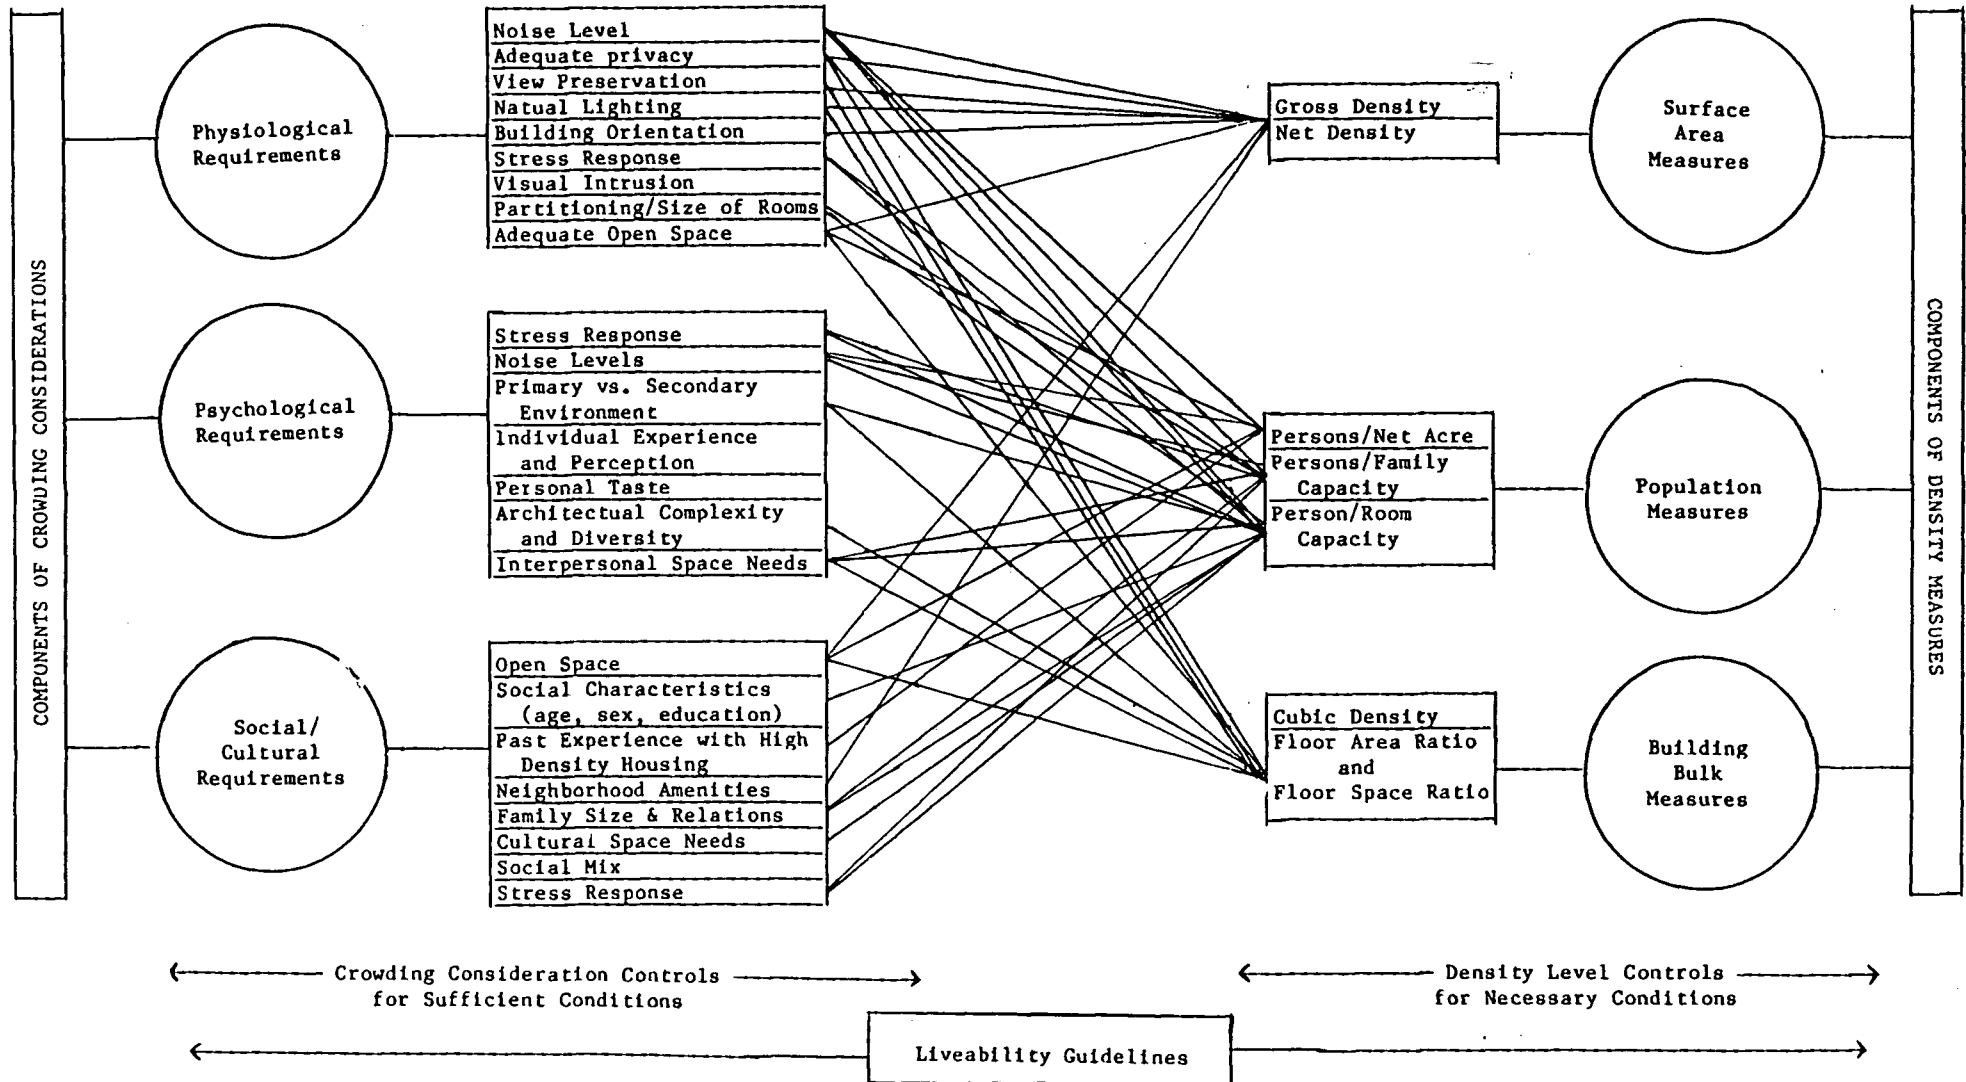 COMPONENTS OF CROWDING CONSIDERATIONS
Physiological
Requirements
Noise Level
Adequate privacy
View Preservation
Natual Lighting
Building Orientation
Stress Response
Visual Intrusion
Partitioning/Size of Rooms
Adequate Open Space
Psychological
Requirements
Stress Response
Noise Levels
Primary vs. Secondary
Environment
Individual Experience
and Perception
Personal Taste
Architectual Complexity
and Diversity
Interpersonal Space Needs
Social/
Cultural
Requirements
Open Space
Social Characteristics
(age, sex, education)
Past Experience with High
Density Housing
Neighborhood Amenities
Family Size & Relations
Cultural Space Needs
Social Mix
Stress Response
Gross Density
Net Density
Surface
Area
Measures
Persons/Net Acre
Persons/Family
Capacity
Person/Room
Capacity
Population
Measures
Cubic Density
Floor Area Ratio
and
Floor Space Ratio
Building
Bulk
Measures
COMPONENTS OF DENSITY MEASURES
Crowding Consideration Controls
for Sufficient Conditions
Density Level Controls
for Necessary Conditions
Liveability Guidelines